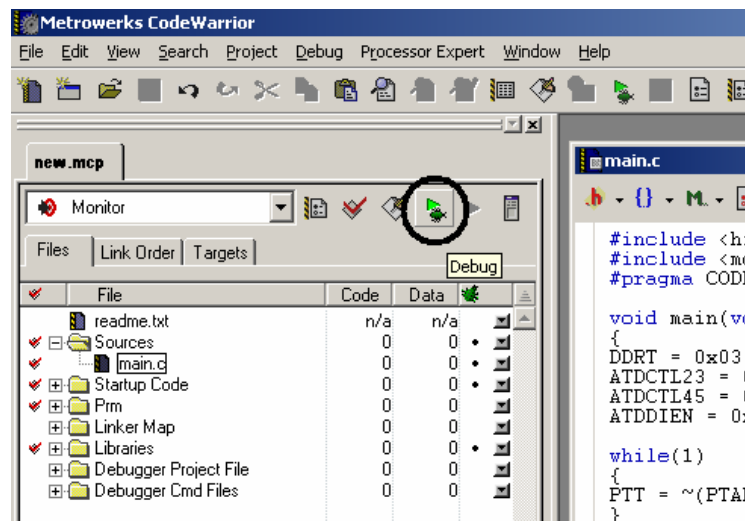 Metrowerks CodeWarrior
File Edit View Search Project Debug Processor Expert Window Help
new.mcp
Monitor
Files Link Order Targets
Debug
File Code Data
readme.txt n/a n/a
Sources 0 0
main.c 0 0
Startup Code 0 0
Prm 0 0
Linker Map 0 0
Libraries 0 0
Debugger Project File 0 0
Debugger Cmd Files 0 0
main.c
.h {} M.
#include <hi
#include <m
#pragma COD
void main(v
{
DDRT = 0x03
ATDCTL23 =
ATDCTL45 =
ATDDIEN = 0
while(1)
{
PTT = ~(PTA
}